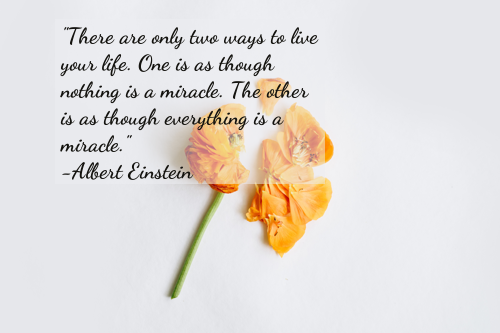 "There are only two ways to live
your life. One is as though
nothing is a miracle. The other
is as though everything is a
miracle."
-Albert Einstein